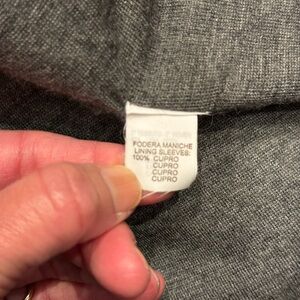 FODERA MANICHE
LINING SLEEVES:
100% CUPRO
CUPRO
CUPRO
CUPRO